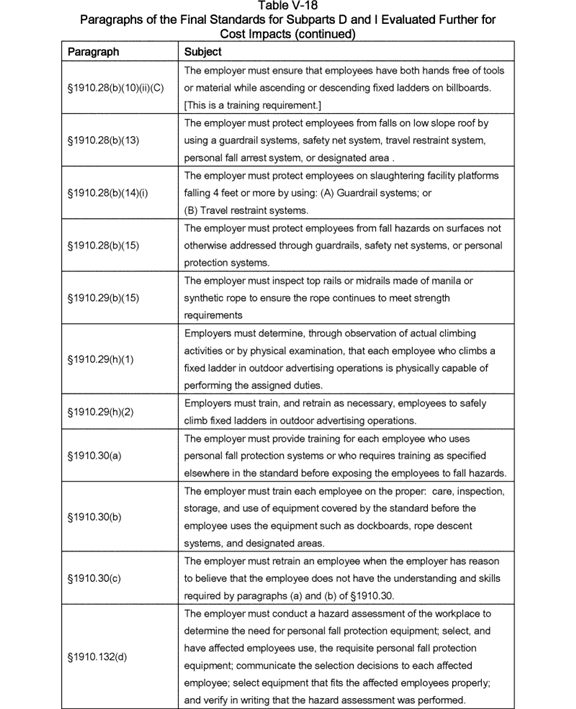 Table V-18
Paragraphs of the Final Standards for Subparts D and I Evaluated Further for
Cost Impacts (continued)
Paragraph Subject
§1910.28(b)(10)(ii)(C)
The employer must ensure that employees have both hands free of tools
or material while ascending or descending fixed ladders on billboards.
[This is a training requirement.]
§1910.28(b)(13)
The employer must protect employees from falls on low slope roof by
using a guardrail systems, safety net system, travel restraint system,
personal fall arrest system, or designated area .
§1910.28(b)(14)(i)
The employer must protect employees on slaughtering facility platforms
falling 4 feet or more by using: (A) Guardrail systems; or
(B) Travel restraint systems.
§1910.28(b)(15)
The employer must protect employees from fall hazards on surfaces not
otherwise addressed through guardrails, safety net systems, or personal
protection systems.
§1910.29(b)(15)
The employer must inspect top rails or midrails made of manila or
synthetic rope to ensure the rope continues to meet strength
requirements
§1910.29(h)(1)
Employers must determine, through observation of actual climbing
activities or by physical examination, that each employee who climbs a
fixed ladder in outdoor advertising operations is physically capable of
performing the assigned duties.
§1910.29(h)(2)
Employers must train, and retrain as necessary, employees to safely
climb fixed ladders in outdoor advertising operations.
§1910.30(a)
The employer must provide training for each employee who uses
personal fall protection systems or who requires training as specified
elsewhere in the standard before exposing the employees to fall hazards.
§1910.30(b)
The employer must train each employee on the proper: care, inspection,
storage, and use of equipment covered by the standard before the
employee uses the equipment such as dockboards, rope descent
systems, and designated areas.
§1910.30(c)
The employer must retrain an employee when the employer has reason
to believe that the employee does not have the understanding and skills
required by paragraphs (a) and (b) of §1910.30.
§1910.132(d)
The employer must conduct a hazard assessment of the workplace to
determine the need for personal fall protection equipment; select, and
have affected employees use, the requisite personal fall protection
equipment; communicate the selection decisions to each affected
employee; select equipment that fits the affected employees properly;
and verify in writing that the hazard assessment was performed.